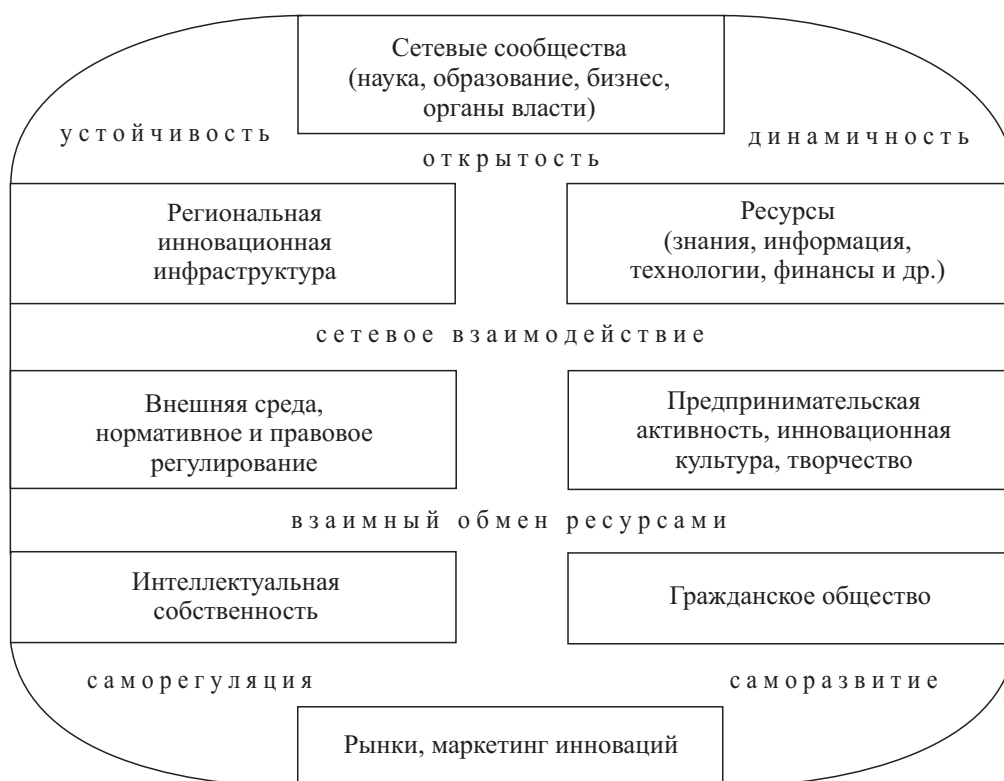 Сетевые сообщества
(наука, образование, бизнес,
органы власти)
устойчивость
динамичность
открытость
Региональная
инновационная
инфраструктура
Ресурсы
(знания, информация,
технологии, финансы и др.)
сетевое взаимодействие
Внешняя среда,
нормативное и правовое
регулирование
Предпринимательская
активность, инновационная
культура, творчество
взаимный обмен ресурсами
Интеллектуальная
собственность
Гражданское общество
саморегуляция
саморазвитие
Рынки, маркетинг инноваций